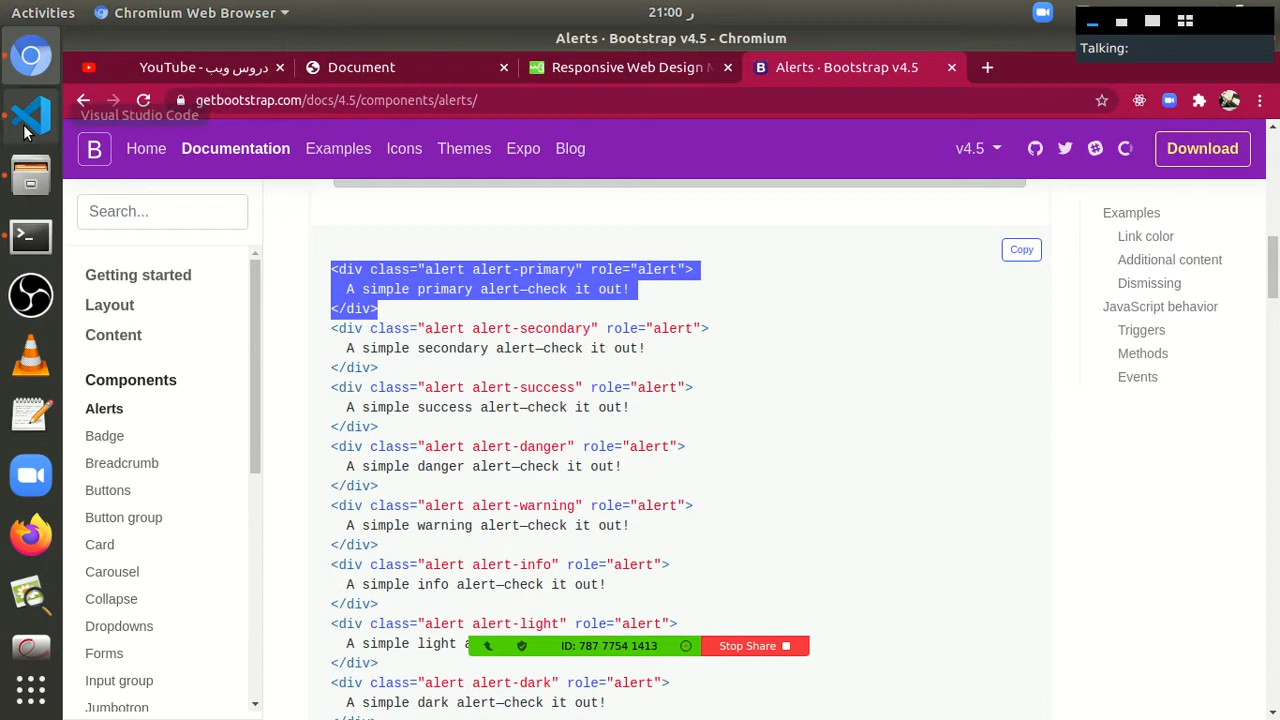 Activities
Chromium Web Browser
21:00 ر
Talking:
Alerts · Bootstrap v4.5 - Chromium
دروس ويب - YouTube
Document
Responsive Web Design M
Alerts · Bootstrap v4.5
getbootstrap.com/docs/4.5/components/alerts/
Visual Studio Code
B
Home
Documentation
Examples
Icons
Themes
Expo
Blog
v4.5
Download
Search...
Getting started
Layout
Content
Components
Alerts
Badge
Breadcrumb
Buttons
Button group
Card
Carousel
Collapse
Dropdowns
Forms
Input group
Jumbotron
Copy
<div class="alert alert-primary" role="alert">
A simple primary alert—check it out!
</div>
<div class="alert alert-secondary" role="alert">
A simple secondary alert—check it out!
</div>
<div class="alert alert-success" role="alert">
A simple success alert—check it out!
</div>
<div class="alert alert-danger" role="alert">
A simple danger alert—check it out!
</div>
<div class="alert alert-warning" role="alert">
A simple warning alert—check it out!
</div>
<div class="alert alert-info" role="alert">
A simple info alert—check it out!
</div>
<div class="alert alert-light" role="alert">
A simple light a
</div>
<div class="alert alert-dark" role="alert">
A simple dark alert—check it out!
ID: 787 7754 1413
Stop Share
Examples
Link color
Additional content
Dismissing
JavaScript behavior
Triggers
Methods
Events